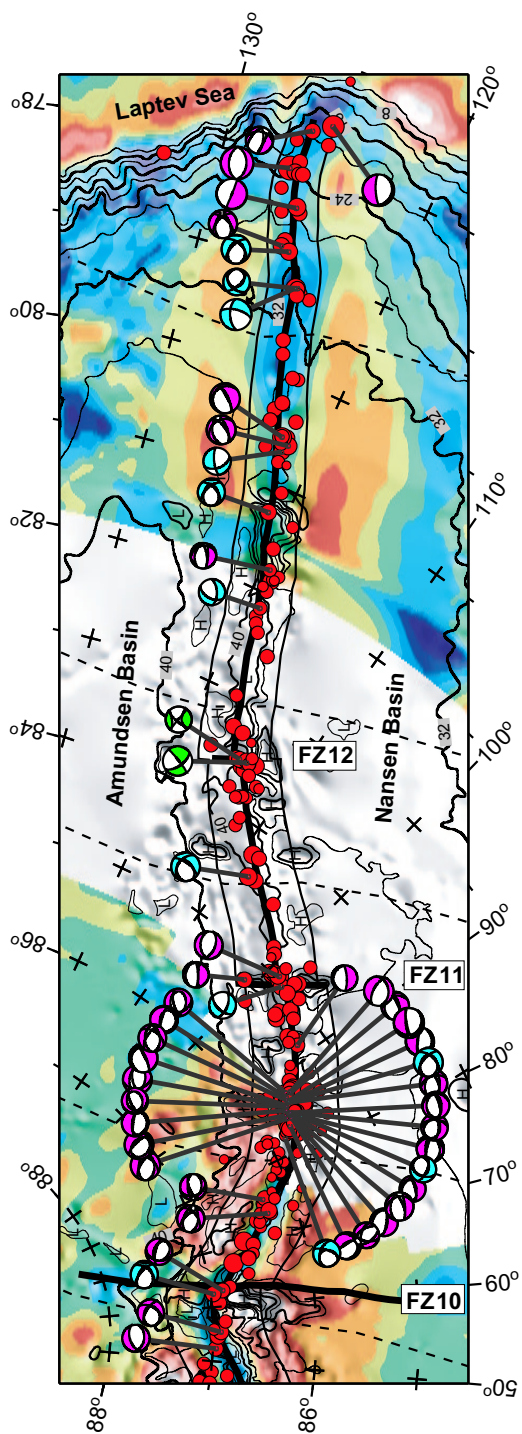 130°
120°
78°
Laptev Sea
8
24
80°
32
32
110°
82°
L
H
H
H
40
40
Amundsen Basin
Nansen Basin
32
84°
100°
FZ12
H
L
40
H
H
H
L
90°
86°
H
FZ11
H
80°
H
88°
70°
L
H
H
60°
FZ10
H
H
50°
88°
86°